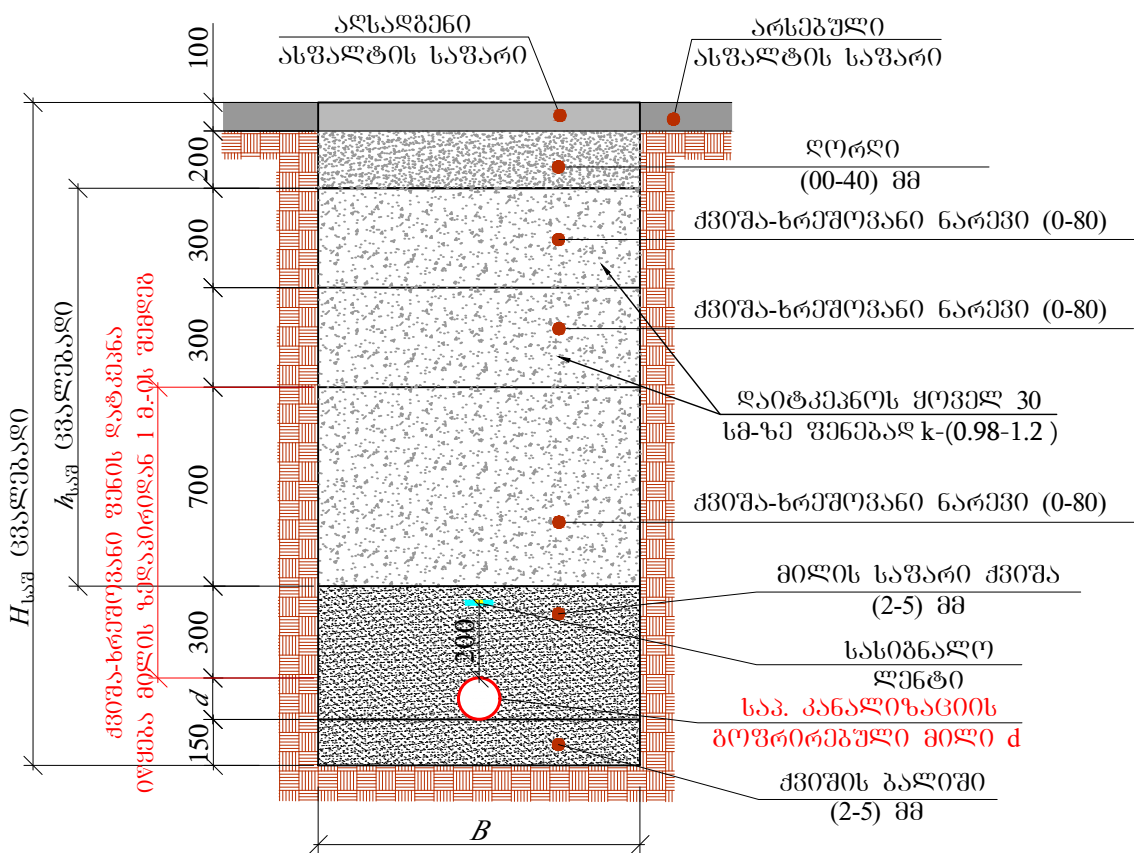 აღსადგენი
ასფალტის საფარი
არსებული
ასფალტის საფარი
ღორღი
(00-40) მმ
ქვიშა-ხრეშოვანი ნარევი (0-80)
ქვიშა-ხრეშოვანი ნარევი (0-80)
დაიტკეპნოს ყოველ 30
სმ-ზე ფენებად k-(0.98-1.2 )
ქვიშა-ხრეშოვანი ნარევი (0-80)
მილის საფარი ქვიშა
(2-5) მმ
სასიგნალო
ლენტი
საპ. კანალიზაციის
გოფრირებული მილი d
ქვიშის ბალიში
(2-5) მმ
100
200
300
300
700
300
d
150
200
B
Hსაშ ცვალებადი
hსაშ ცვალებადი
ქვიშა-ხრეშოვანი ფენის დატკეპნა
იწყება მილის ზედაპირიდან 1 მ.-ის შემდეგ